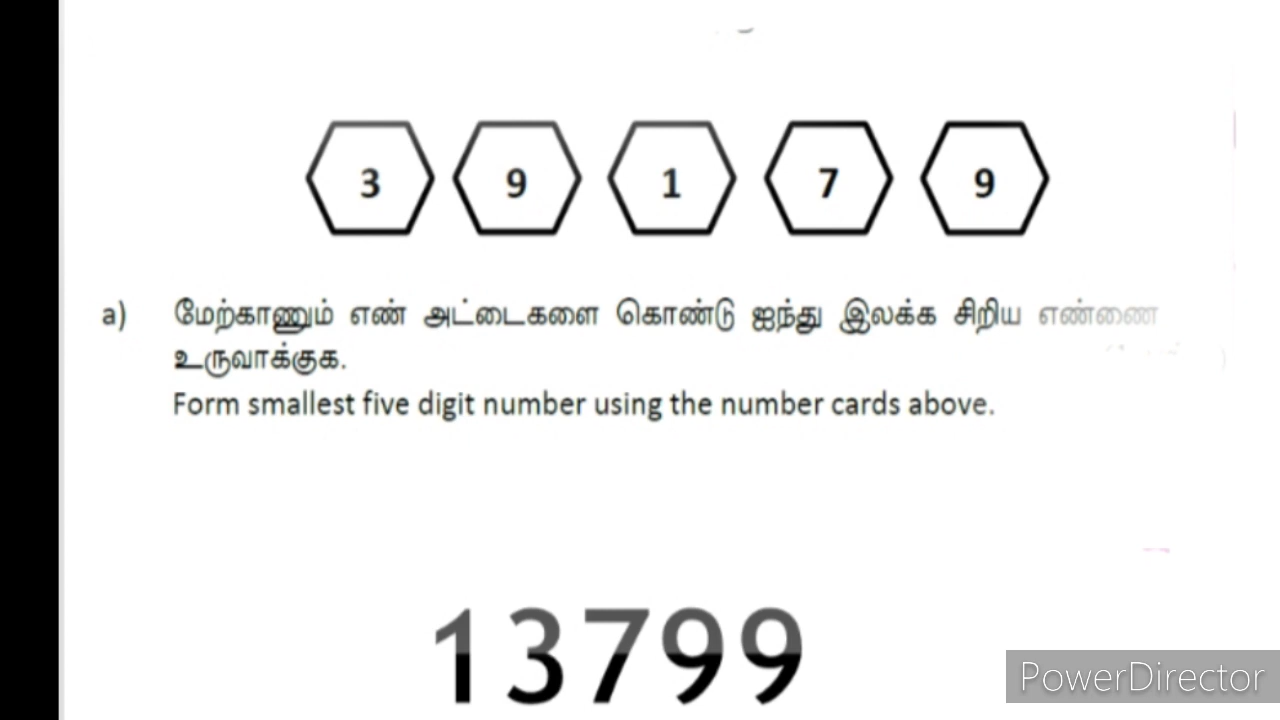 3 9 1 7 9
a) மேற்காணும் எண் அட்டைகளை கொண்டு ஐந்து இலக்க சிறிய எண்ணை
உருவாக்குக.
Form smallest five digit number using the number cards above.
13799
PowerDirector